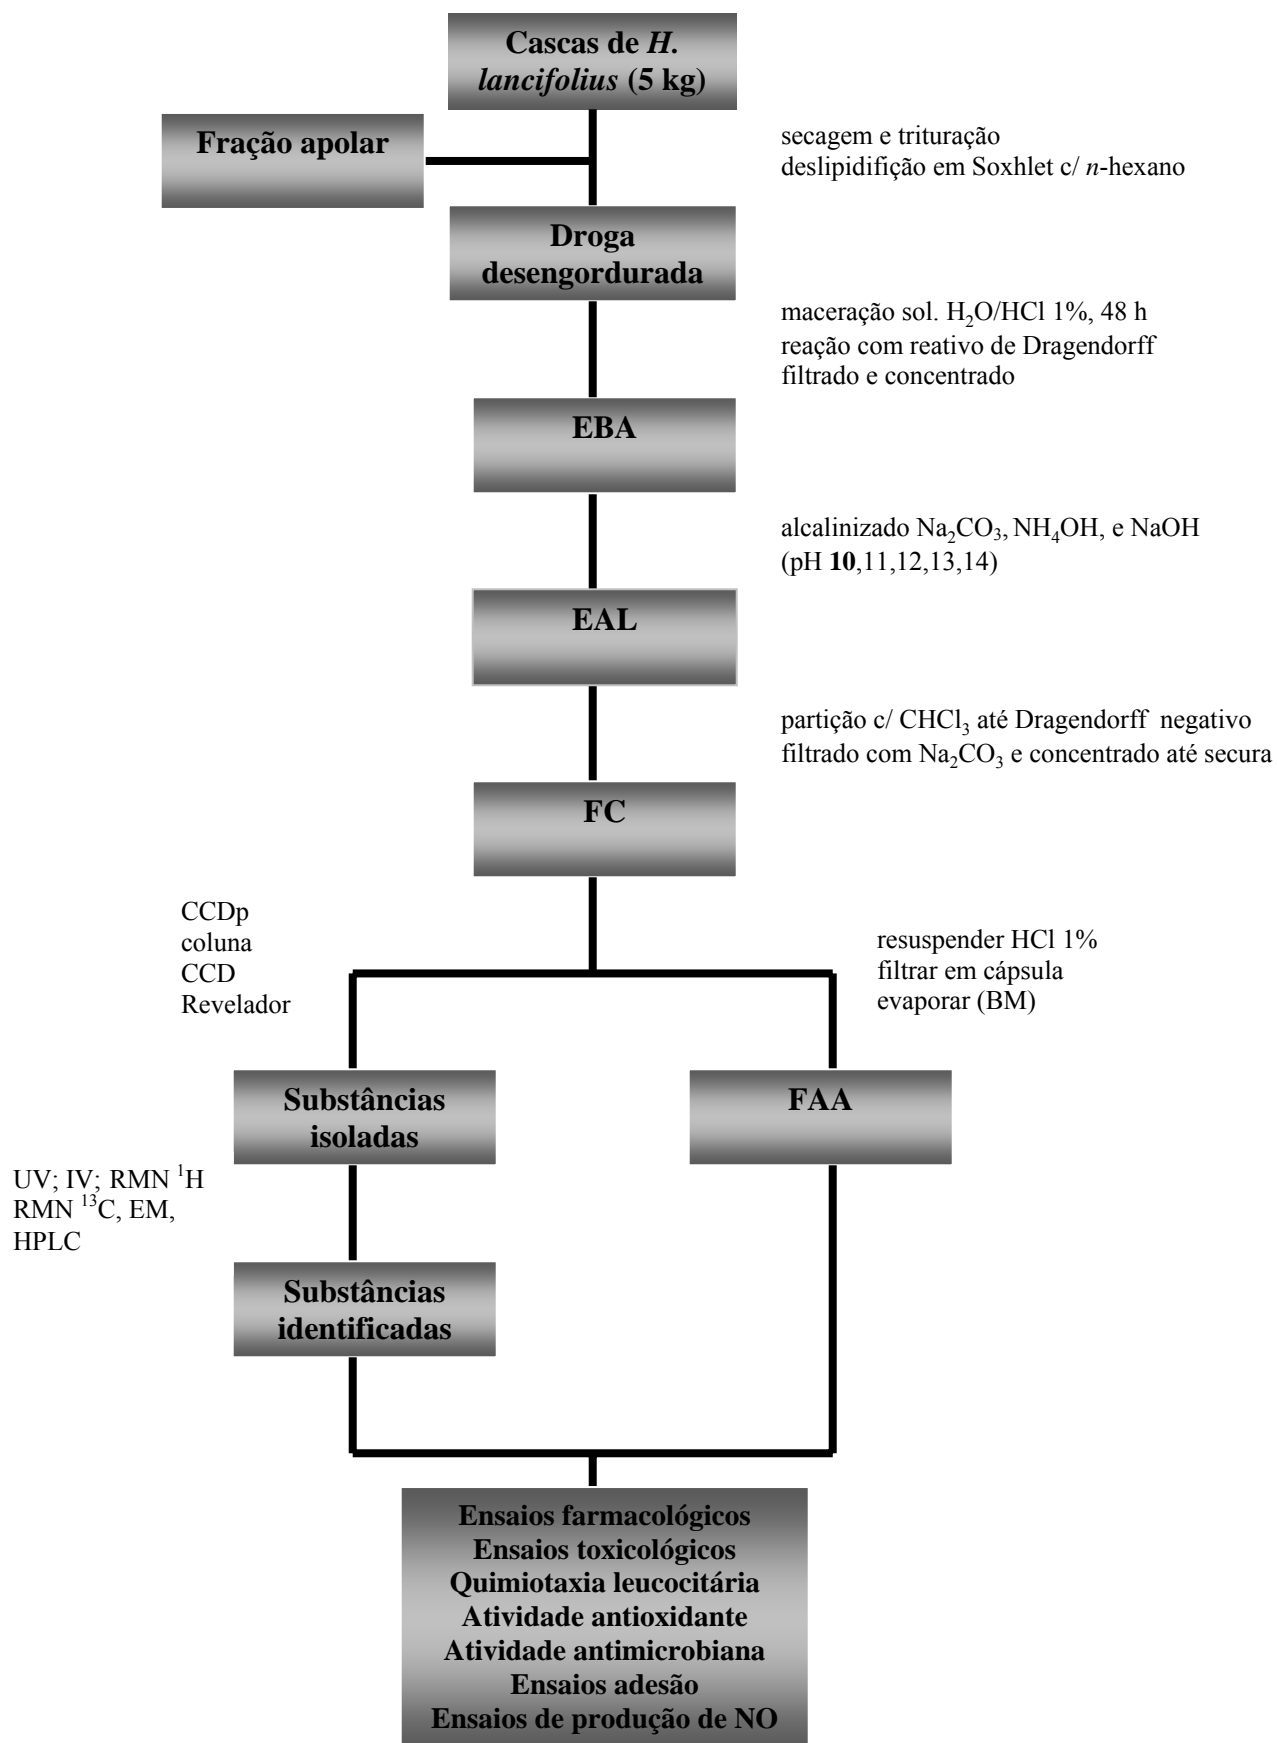 Cascas de H.
lancifolius (5 kg)
Fração apolar
secagem e trituração
deslipidifição em Soxhlet c/ n-hexano
Droga
desengordurada
maceração sol. H₂O/HCl 1%, 48 h
reação com reativo de Dragendorff
filtrado e concentrado
EBA
alcalinizado Na₂CO₃, NH₄OH, e NaOH
(pH 10,11,12,13,14)
EAL
partição c/ CHCl₃ até Dragendorff negativo
filtrado com Na₂CO₃ e concentrado até secura
FC
CCDp
coluna
CCD
Revelador
resuspender HCl 1%
filtrar em cápsula
evaporar (BM)
Substâncias
isoladas
FAA
UV; IV; RMN ¹H
RMN ¹³C, EM,
HPLC
Substâncias
identificadas
Ensaios farmacológicos
Ensaios toxicológicos
Quimiotaxia leucocitária
Atividade antioxidante
Atividade antimicrobiana
Ensaios adesão
Ensaios de produção de NO